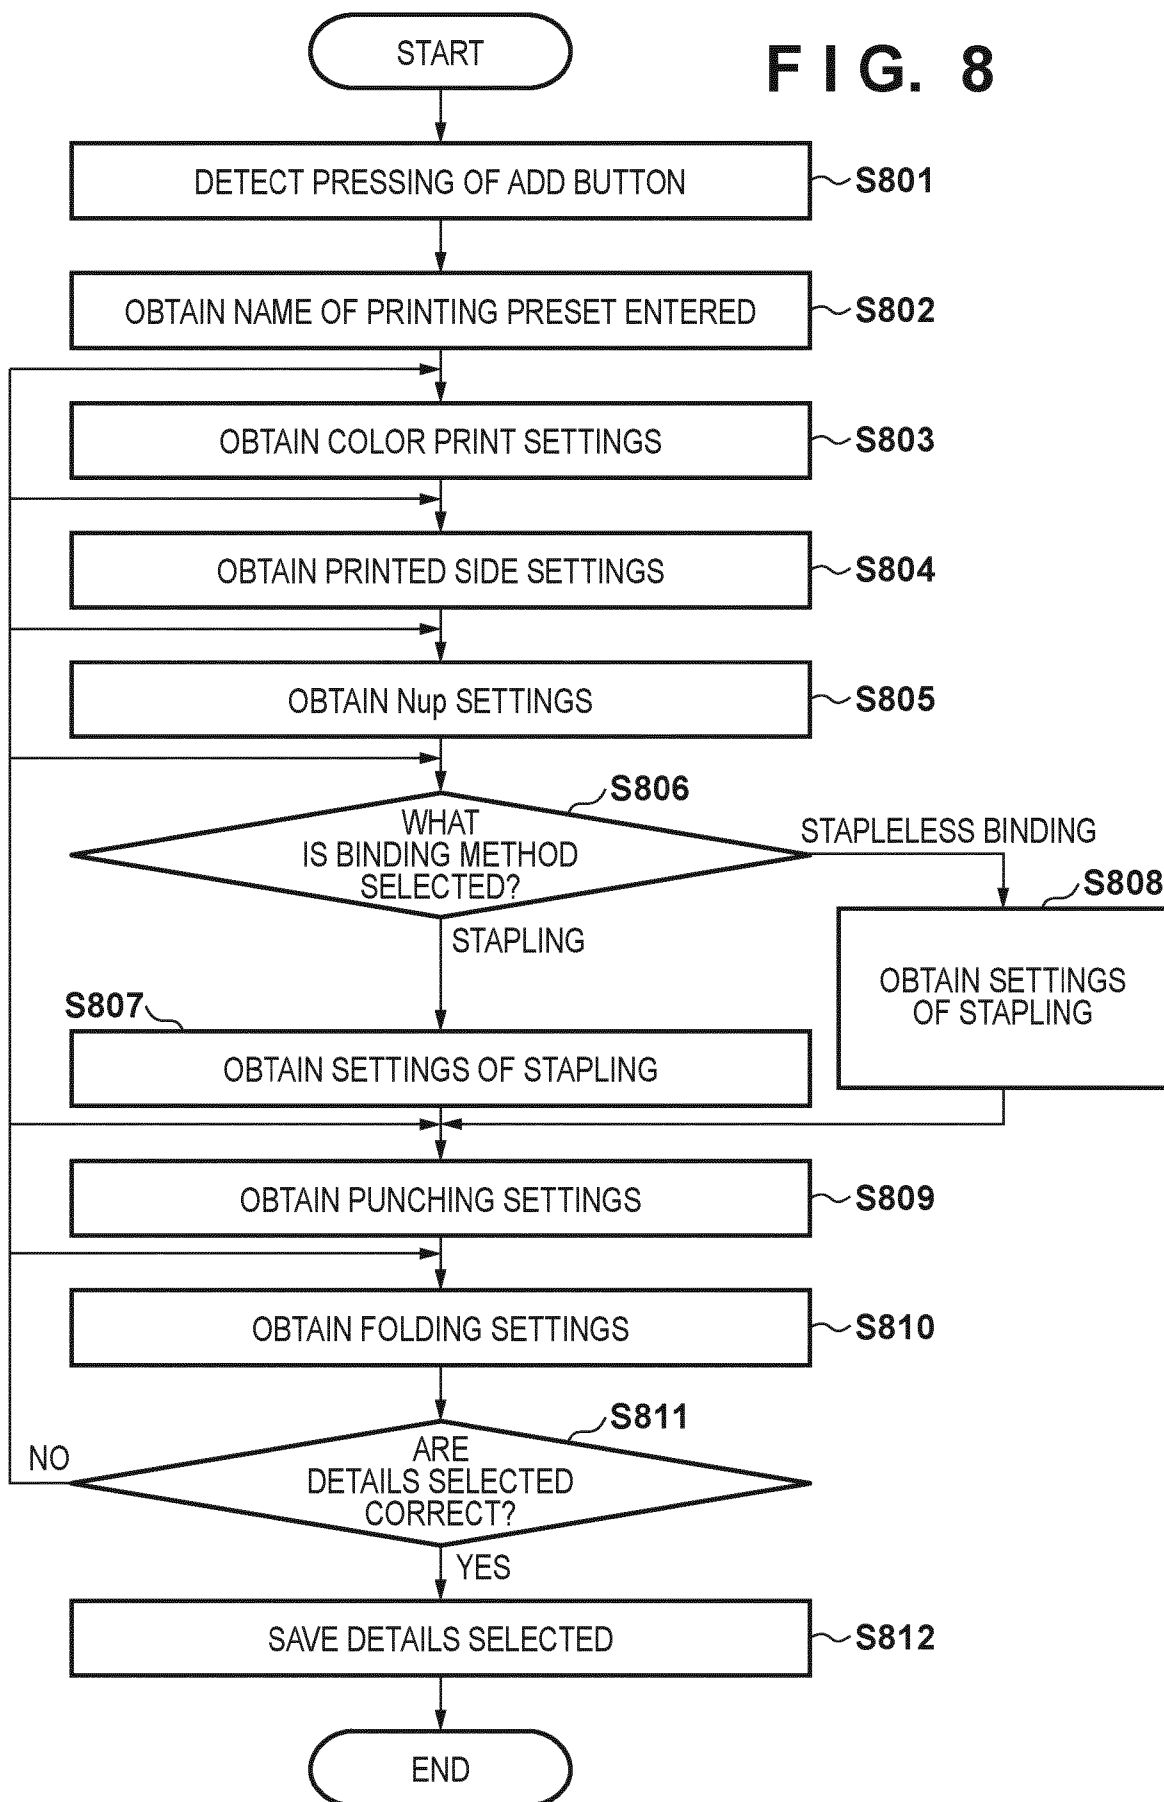 START
FIG. 8
DETECT PRESSING OF ADD BUTTON
S801
OBTAIN NAME OF PRINTING PRESET ENTERED
S802
OBTAIN COLOR PRINT SETTINGS
S803
OBTAIN PRINTED SIDE SETTINGS
S804
OBTAIN Nup SETTINGS
S805
S806
WHAT
IS BINDING METHOD
SELECTED?
STAPLELESS BINDING
STAPLING
S808
OBTAIN SETTINGS
OF STAPLING
S807
OBTAIN SETTINGS OF STAPLING
OBTAIN PUNCHING SETTINGS
S809
OBTAIN FOLDING SETTINGS
S810
S811
ARE
DETAILS SELECTED
CORRECT?
NO
YES
SAVE DETAILS SELECTED
S812
END